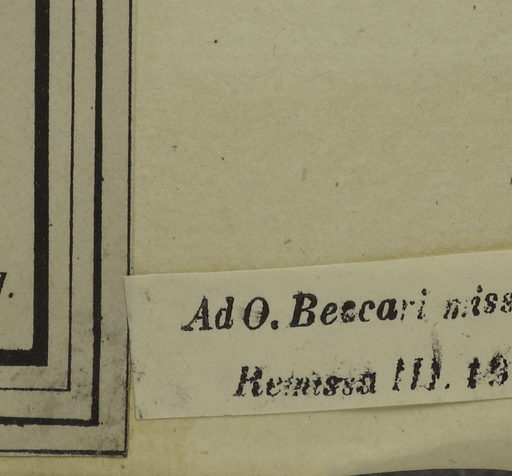 Ad O. Beccari miss
Remissa III. 19